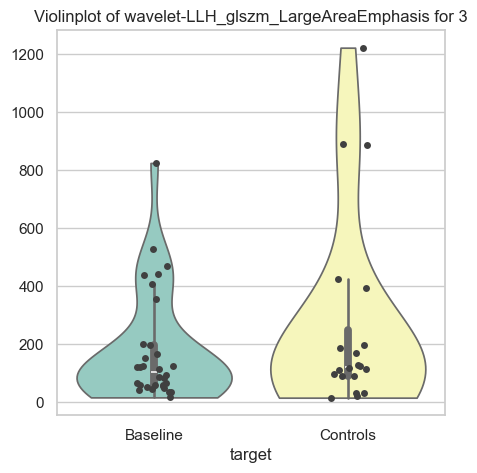 Violinplot of wavelet-LLH_glszm_LargeAreaEmphasis for 3
1200
1000
800
600
400
200
0
Baseline Controls
target